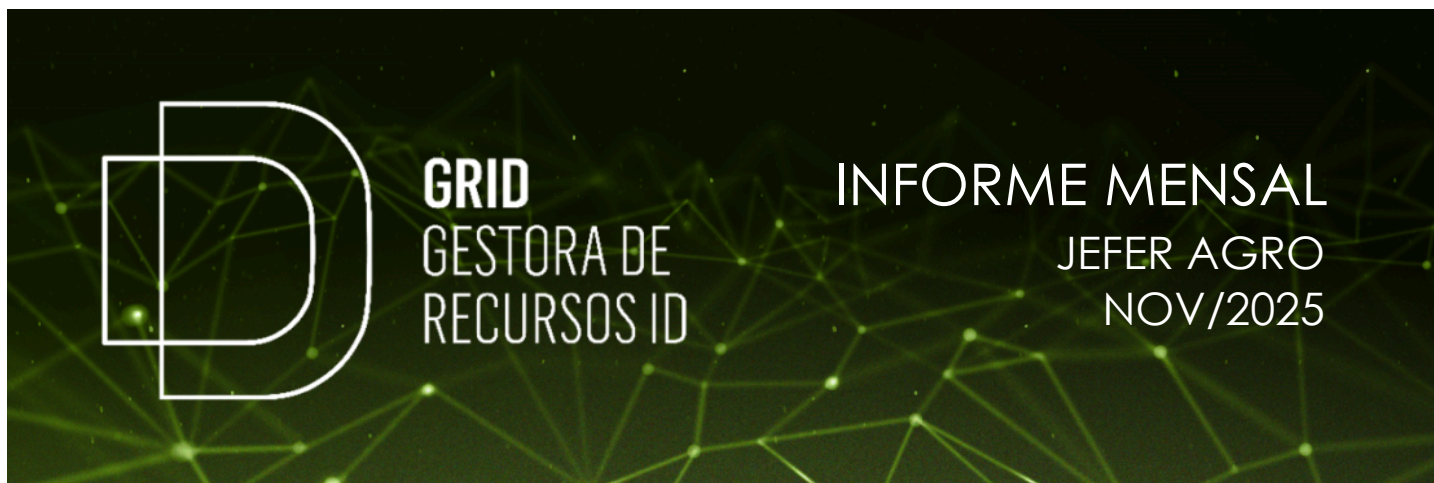 GRID
GESTORA DE
RECURSOS ID
INFORME MENSAL
JEFER AGRO
NOV/2025